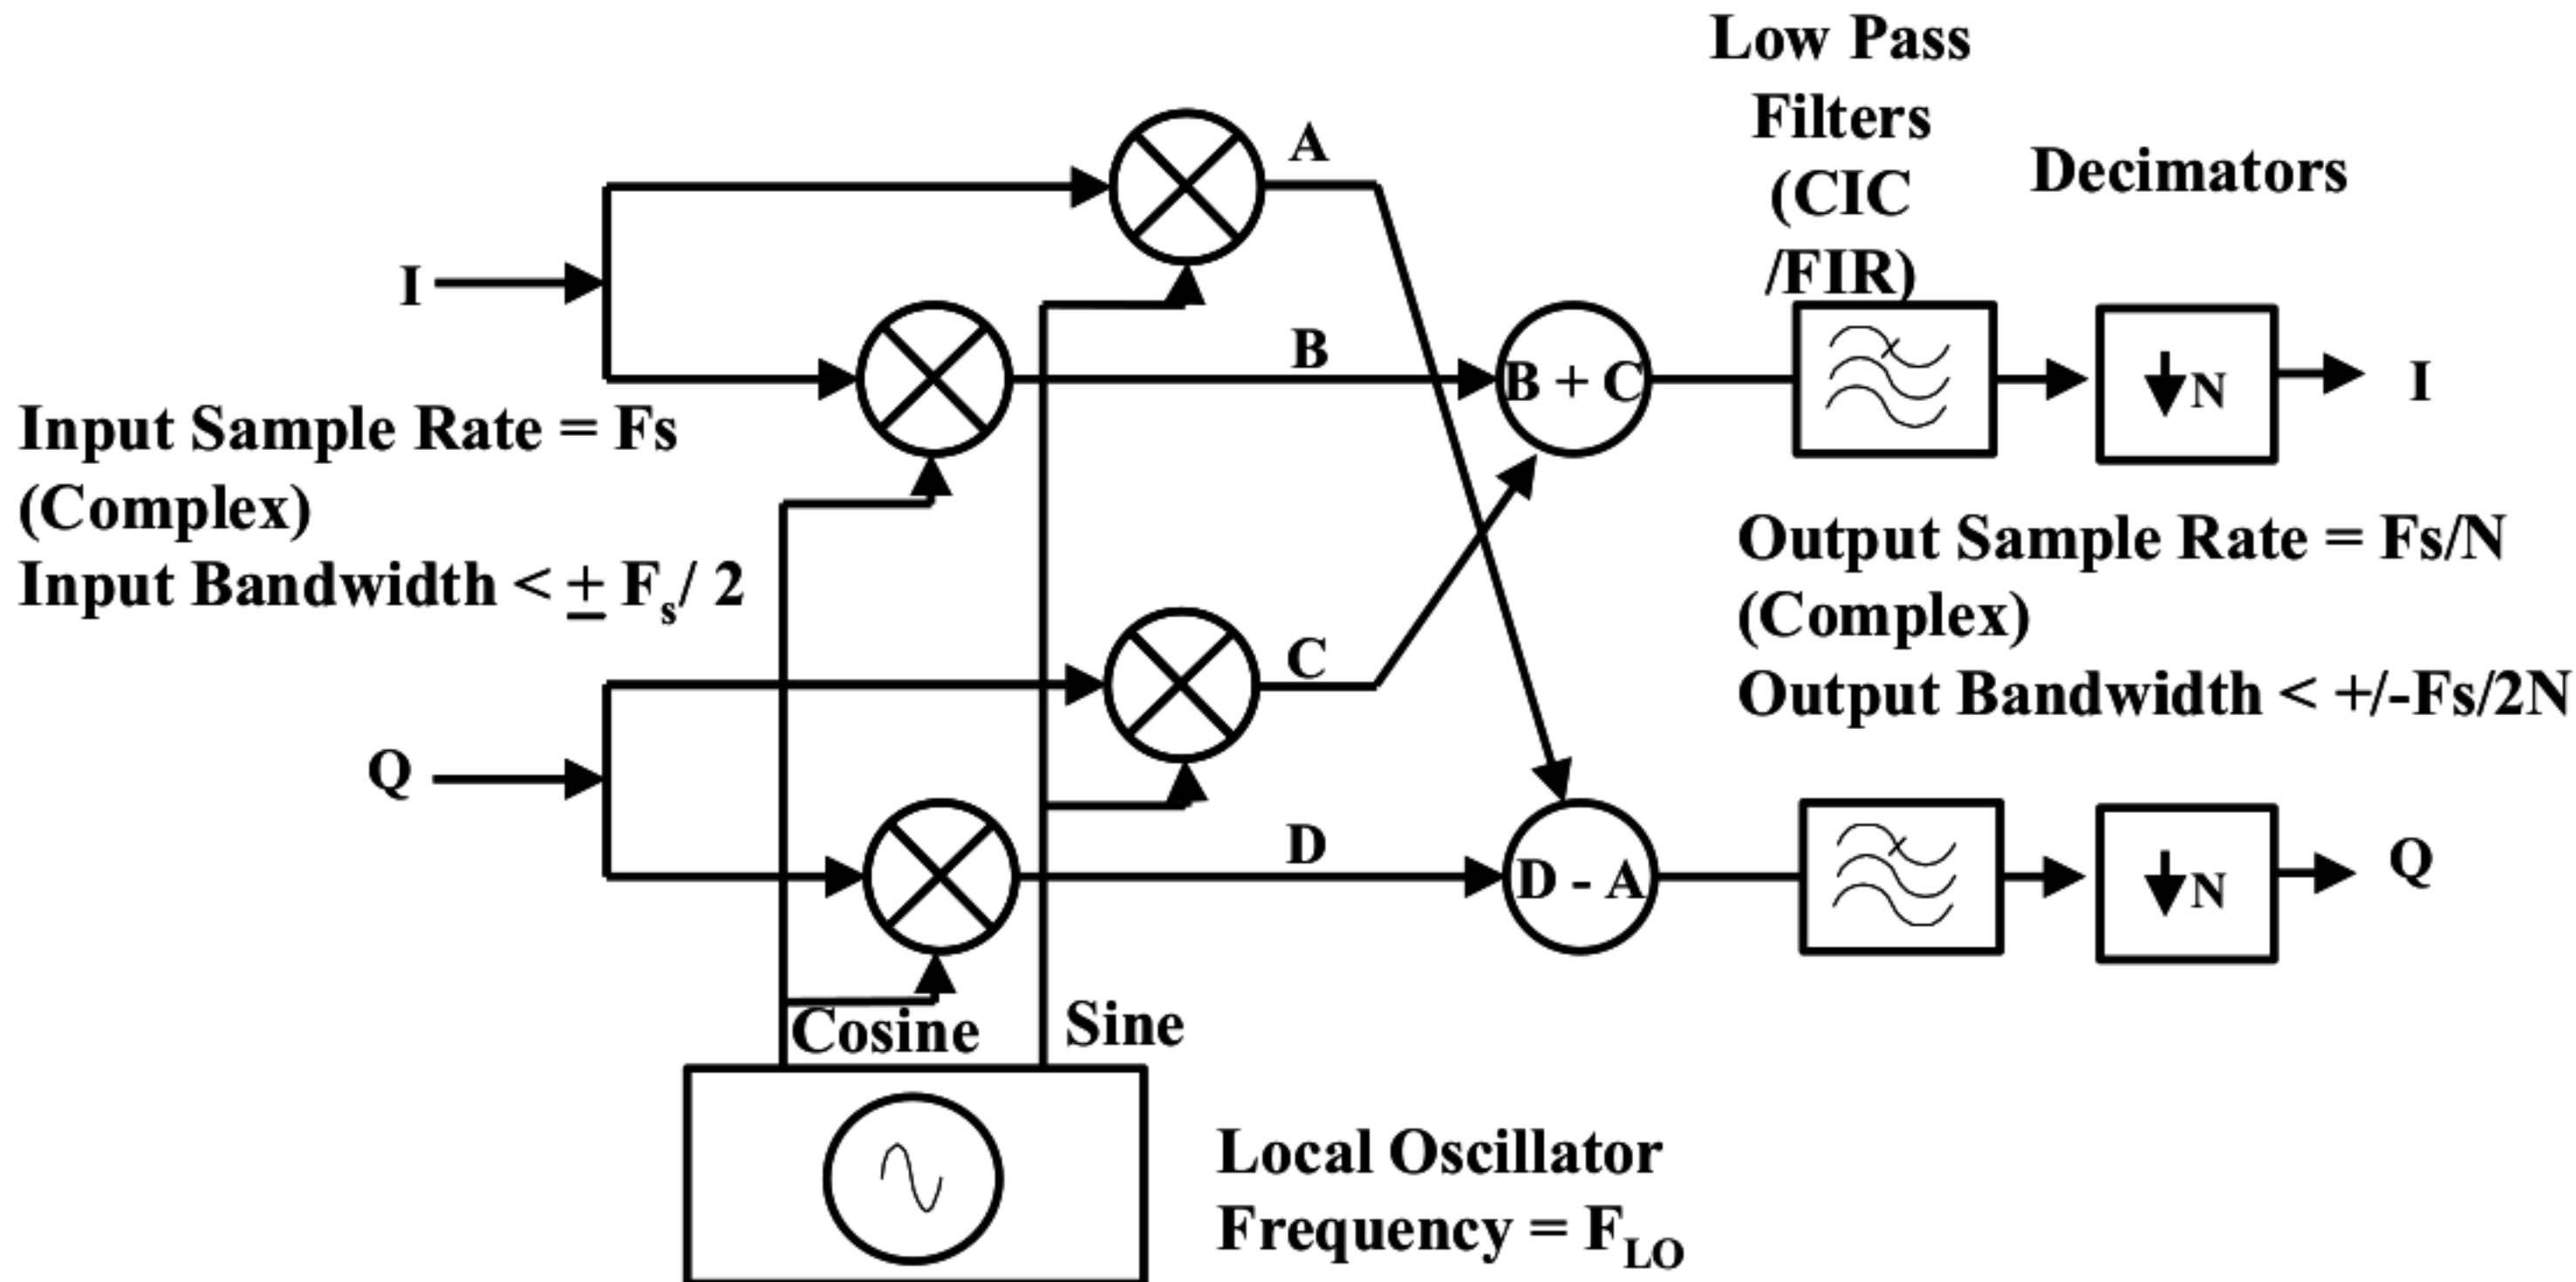 Low Pass
Filters
(CIC
/FIR)
Decimators
A
I
B
B + C
N
I
Input Sample Rate = Fs
(Complex)
Input Bandwidth < ± Fs/ 2
Output Sample Rate = Fs/N
(Complex)
Output Bandwidth < +/-Fs/2N
C
Q
D
D - A
N
Q
Cosine
Sine
Local Oscillator
Frequency = FLO